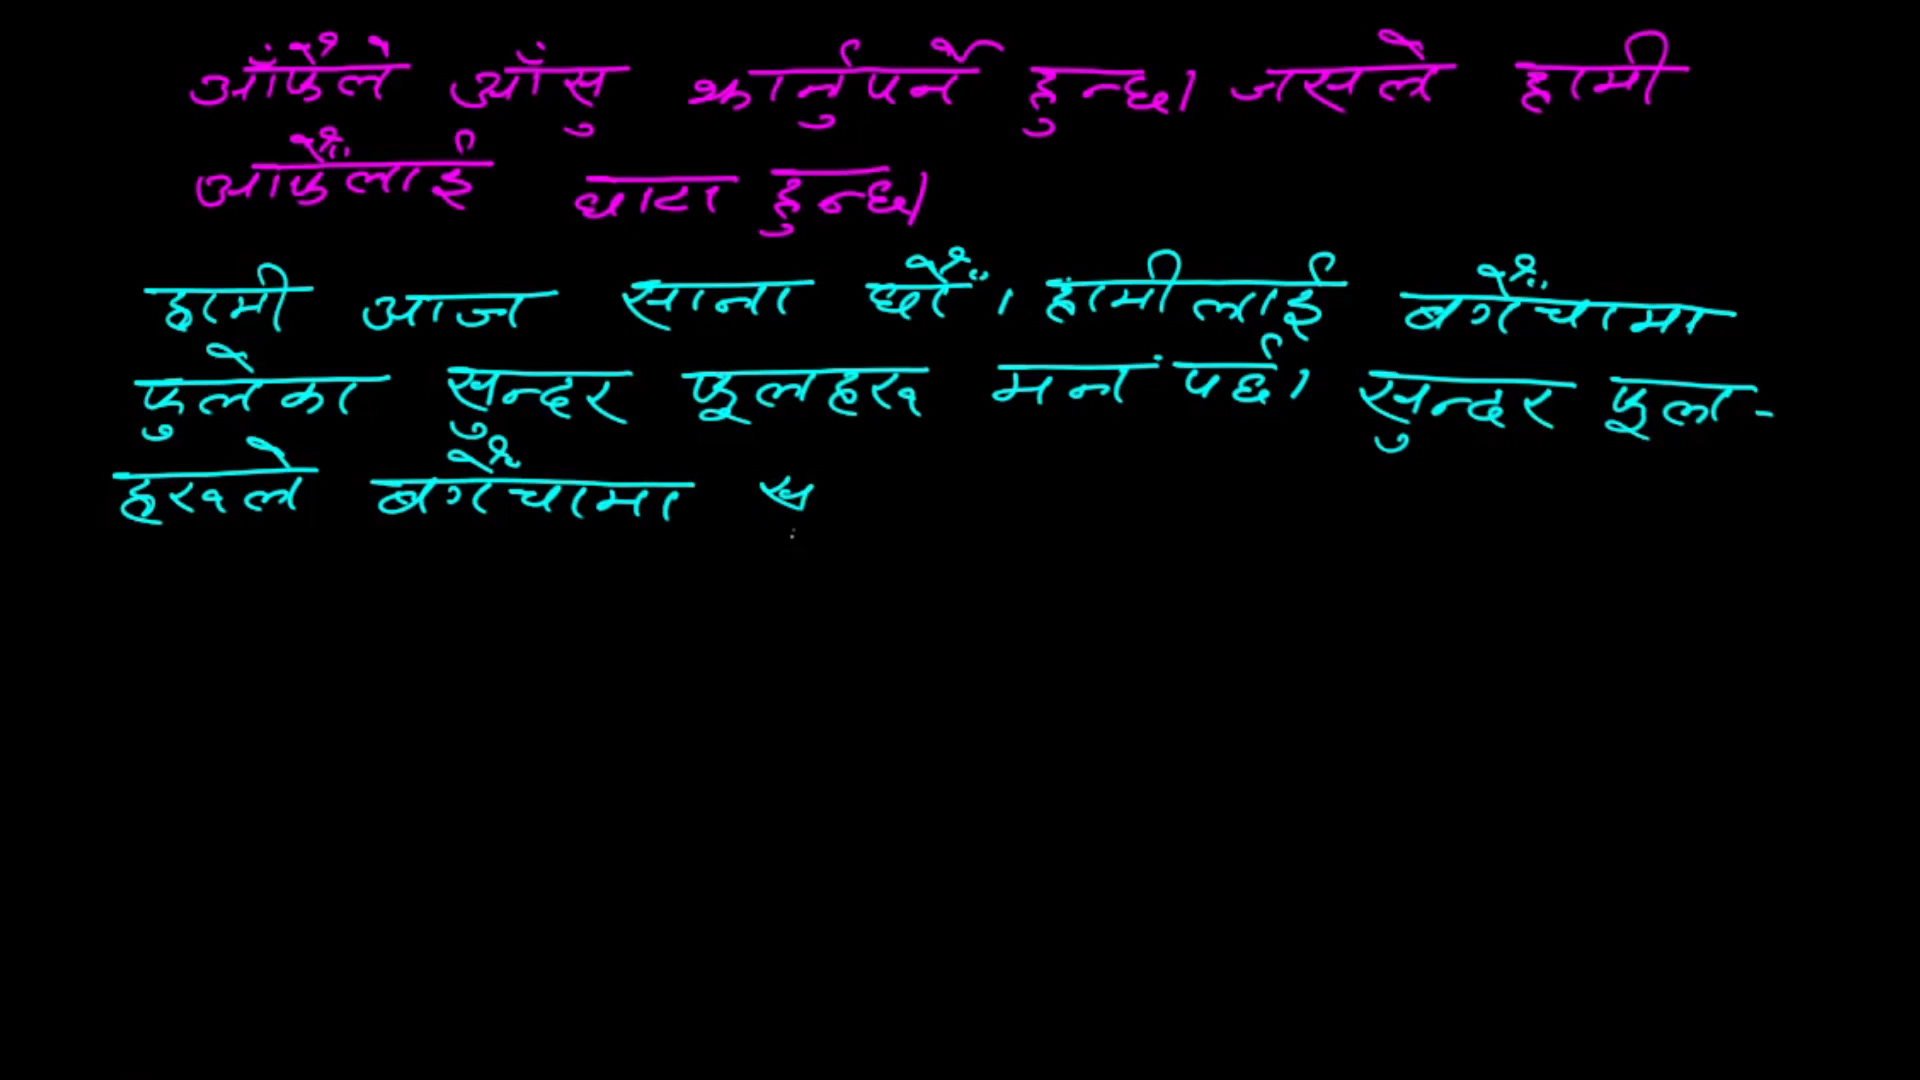 आँफैले आँसु झार्नुपर्ने हुन्छ। जसले हामी
आफैंलाई घाटा हुन्छ।
हामी आज साना छौं। हामीलाई बगैंचामा
फुलेका सुन्दर फूलहरू मन पर्छ। सुन्दर फूल-
हरूले बगैंचामा